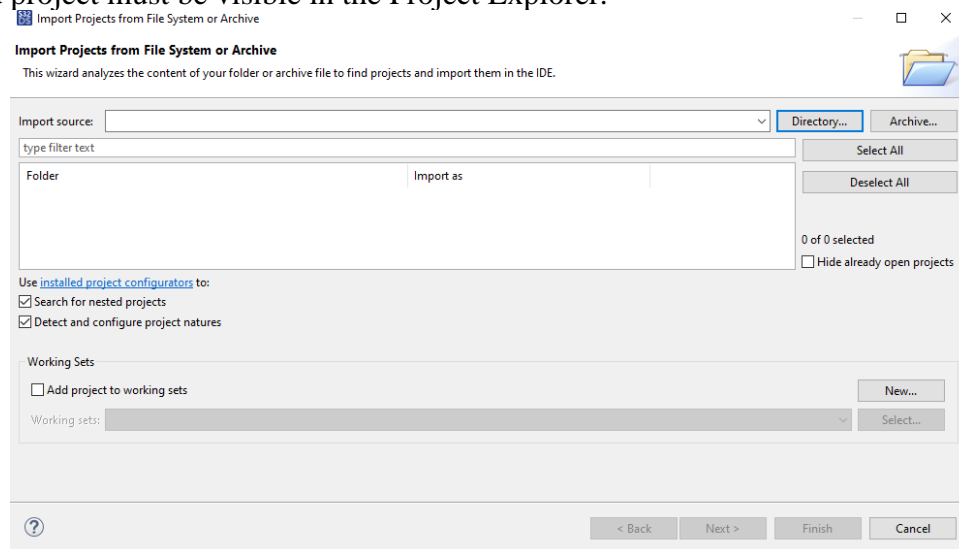 project must be visible in the Project Explorer.
Import Projects from File System or Archive
Import Projects from File System or Archive
This wizard analyzes the content of your folder or archive file to find projects and import them in the IDE.
Import source: Directory... Archive...
type filter text Select All
Folder Import as
Deselect All
0 of 0 selected
Hide already open projects
Use installed project configurators to:
Search for nested projects
Detect and configure project natures
Working Sets
Add project to working sets New...
Working sets: Select...
< Back Next > Finish Cancel